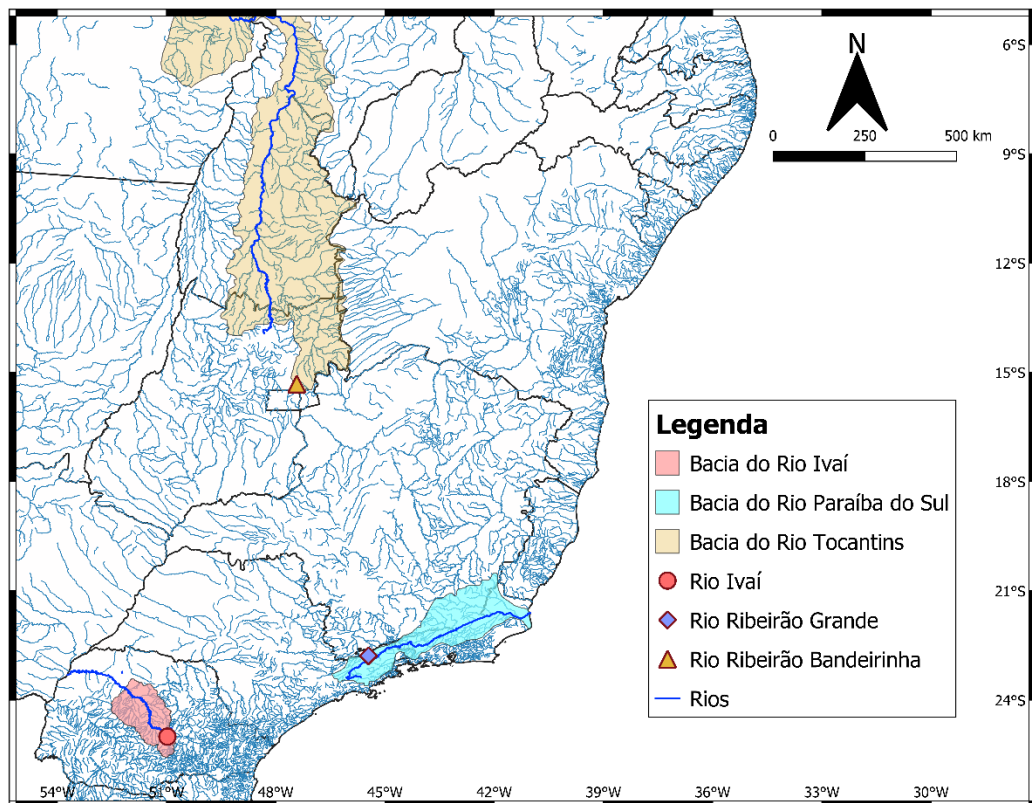 N
0 250 500 km
6°S
9°S
12°S
15°S
18°S
21°S
24°S
Legenda
Bacia do Rio Ivaí
Bacia do Rio Paraíba do Sul
Bacia do Rio Tocantins
Rio Ivaí
Rio Ribeirão Grande
Rio Ribeirão Bandeirinha
Rios
54°W 51°W 48°W 45°W 42°W 39°W 36°W 33°W 30°W